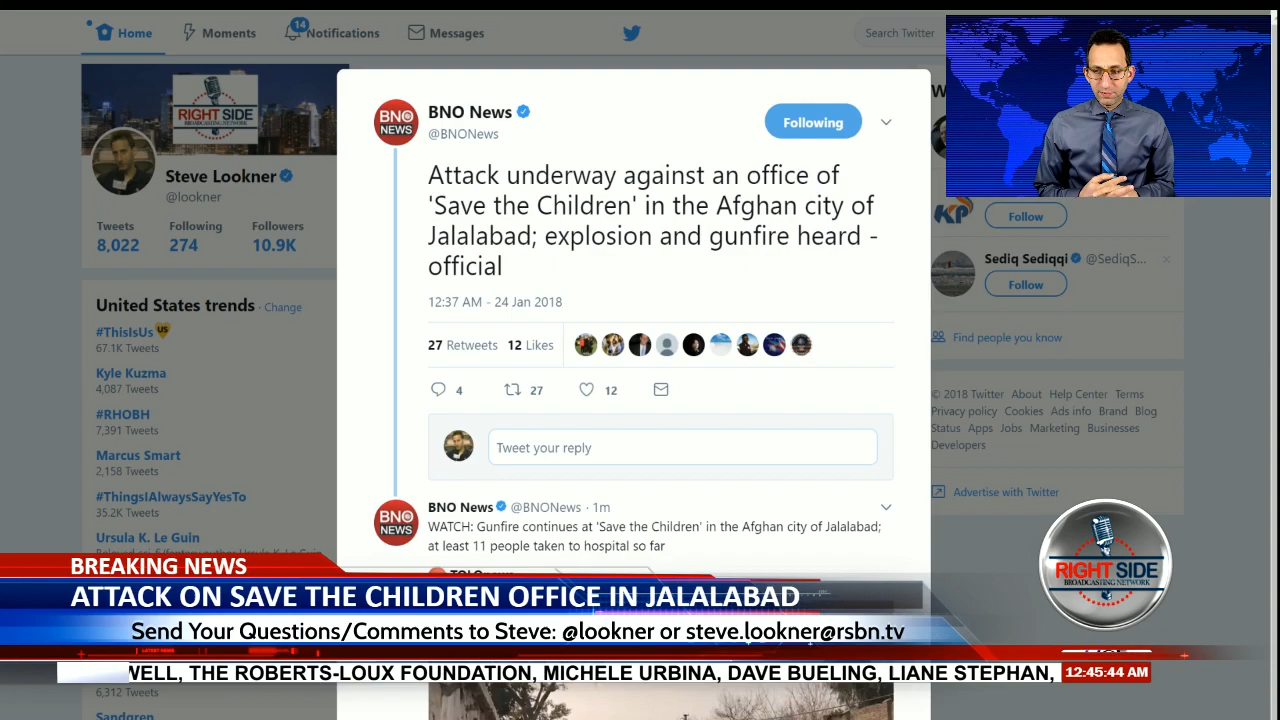 Home
Moments
14
Notifications
Messages
Search Twitter
RIGHT SIDE
BROADCASTING NETWORK
Steve Lookner
@lookner
Tweets Following Followers
8,022 274 10.9K
United States trends · Change
#ThisIsUs
US
67.1K Tweets
Kyle Kuzma
4,087 Tweets
#RHOBH
7,391 Tweets
Marcus Smart
2,158 Tweets
#ThingsIAlwaysSayYesTo
35.2K Tweets
Ursula K. Le Guin
6,312 Tweets
Sandgren
BNO
NEWS
BNO News
@BNONews
Following
Attack underway against an office of
'Save the Children' in the Afghan city of
Jalalabad; explosion and gunfire heard -
official
12:37 AM - 24 Jan 2018
27 Retweets 12 Likes
4 27 12
Tweet your reply
BNO
NEWS
BNO News @BNONews · 1m
WATCH: Gunfire continues at 'Save the Children' in the Afghan city of Jalalabad;
at least 11 people taken to hospital so far
W
KP
Follow
Sediq Sediqqi @SediqS...
Follow
Find people you know
© 2018 Twitter About Help Center Terms
Privacy policy Cookies Ads info Brand Blog
Status Apps Jobs Marketing Businesses
Developers
Advertise with Twitter
RIGHT SIDE
BROADCASTING NETWORK
BREAKING NEWS
ATTACK ON SAVE THE CHILDREN OFFICE IN JALALABAD
Send Your Questions/Comments to Steve: @lookner or steve.lookner@rsbn.tv
LATEST NEWS
WELL, THE ROBERTS-LOUX FOUNDATION, MICHELE URBINA, DAVE BUELING, LIANE STEPHAN,
12:45:44 AM